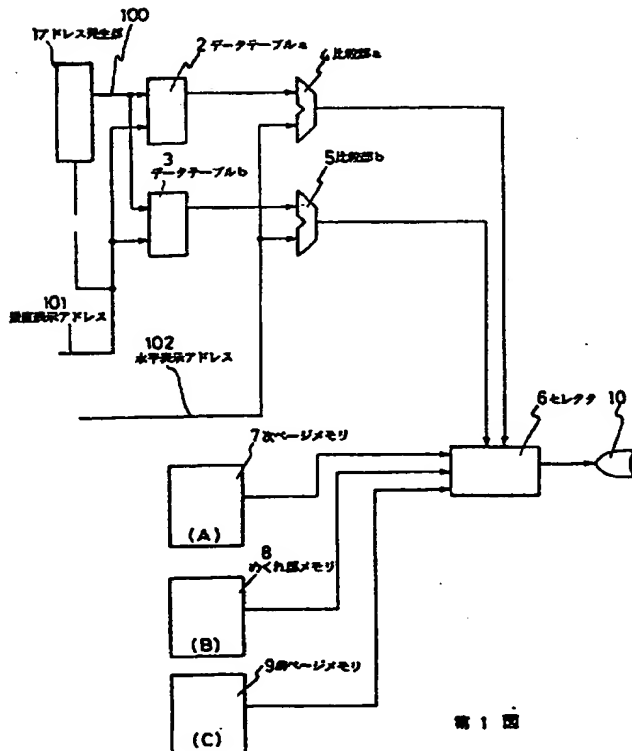 100
1アドレス発生部
2 データテーブルa
4 比較部a
3
データテーブルb
5 比較部b
101
垂直表示アドレス
102
水平表示アドレス
6 セレクタ
10
7 次ページメモリ
(A)
8
めくれ部メモリ
(B)
9 前ページメモリ
(C)
第 1 図